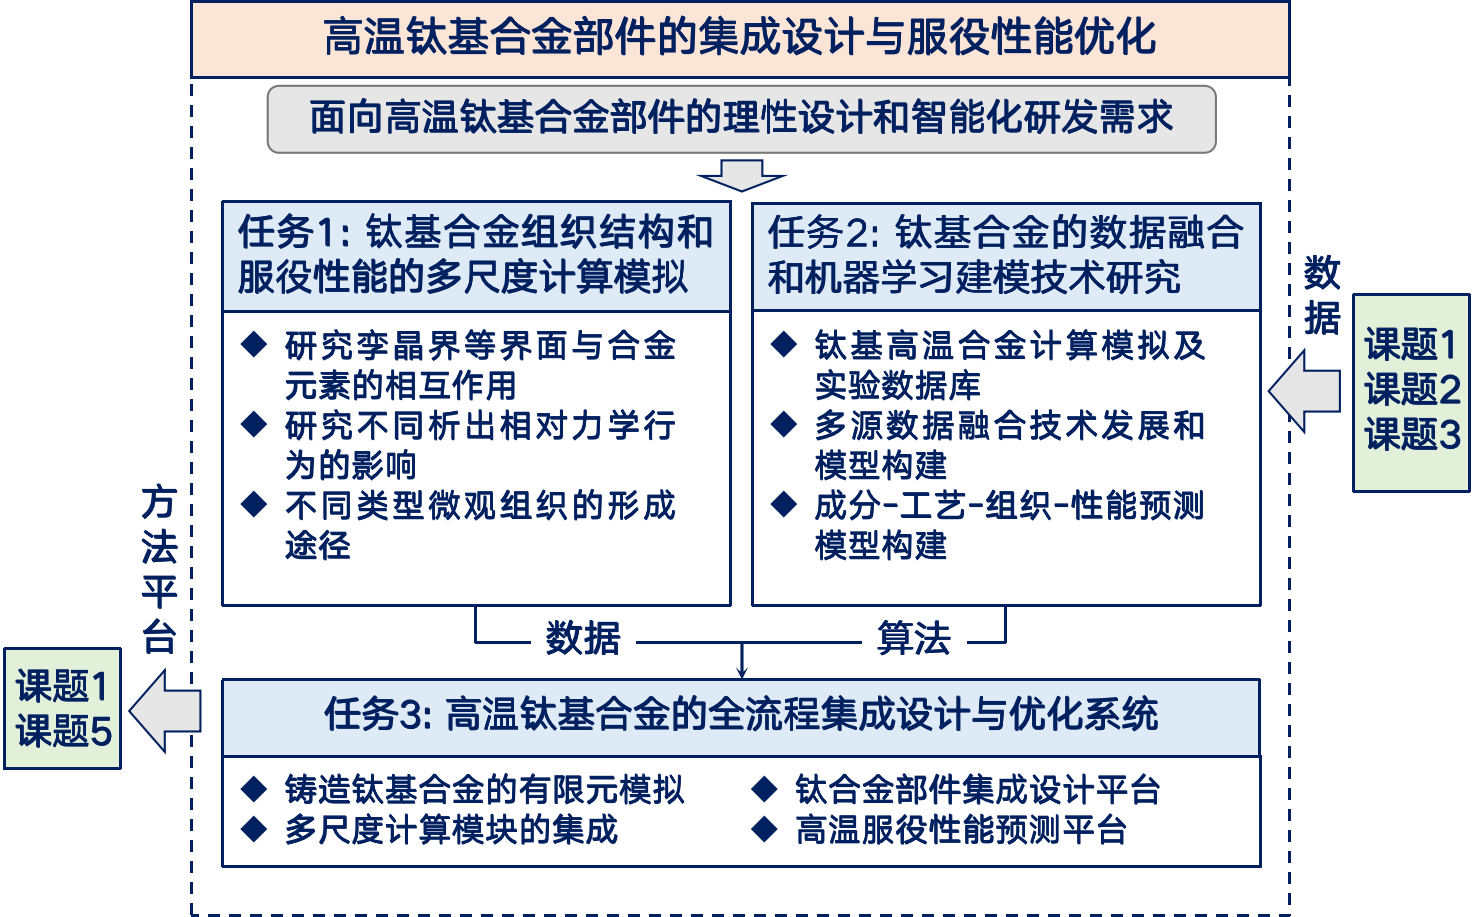 高温钛基合金部件的集成设计与服役性能优化
面向高温钛基合金部件的理性设计和智能化研发需求
任务1: 钛基合金组织结构和
服役性能的多尺度计算模拟
◆ 研究孪晶界等界面与合金
元素的相互作用
◆ 研究不同析出相对力学行
为的影响
◆ 不同类型微观组织的形成
途径
任务2: 钛基合金的数据融合
和机器学习建模技术研究
◆ 钛基高温合金计算模拟及
实验数据库
◆ 多源数据融合技术发展和
模型构建
◆ 成分-工艺-组织-性能预测
模型构建
数据
课题1
课题2
课题3
数据
算法
方法平台
课题1
课题5
任务3: 高温钛基合金的全流程集成设计与优化系统
◆ 铸造钛基合金的有限元模拟
◆ 多尺度计算模块的集成
◆ 钛合金部件集成设计平台
◆ 高温服役性能预测平台